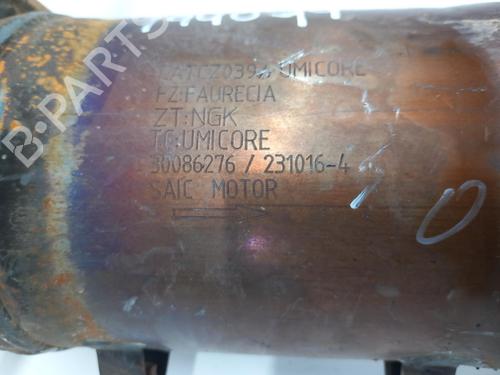 UMICORE
FZ:FAURECIA
ZT:NGK
TC:UMICORE
30086276 / 231016-4
SAIC MOTOR
O